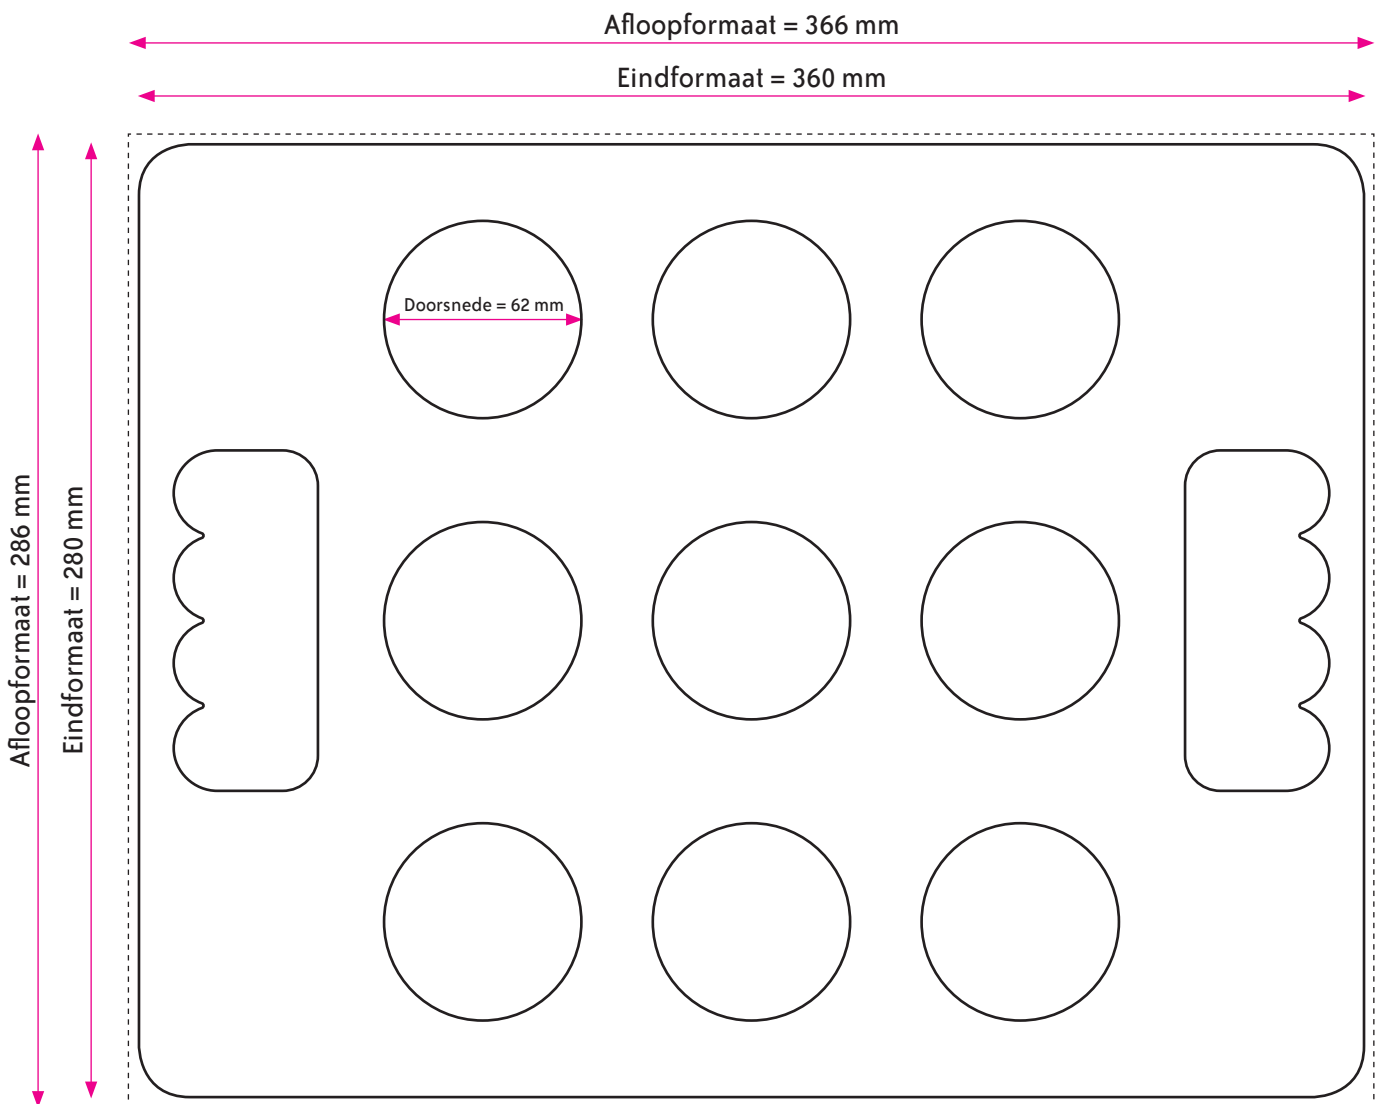 Afloopformaat = 366 mm
Eindformaat = 360 mm
Doorsnede = 62 mm
Afloopformaat = 286 mm
Eindformaat = 280 mm